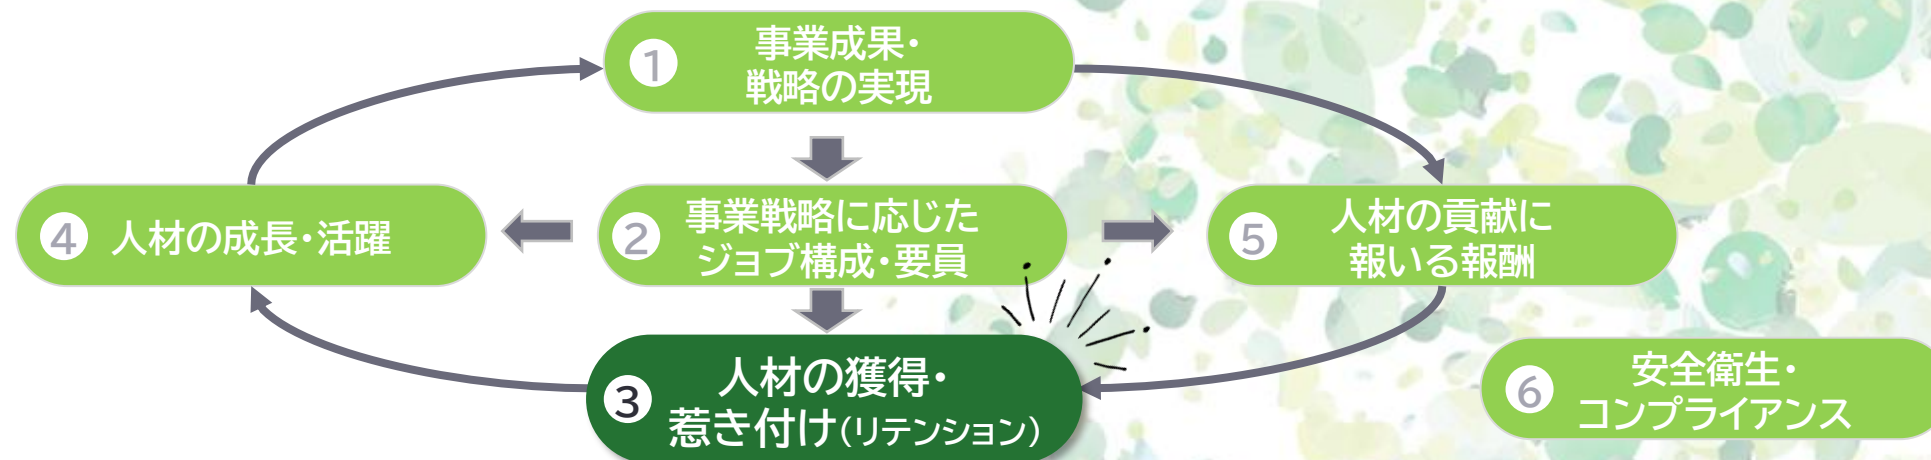 1 事業成果・
戦略の実現
4 人材の成長・活躍
2 事業戦略に応じた
ジョブ構成・要員
5 人材の貢献に
報いる報酬
3 人材の獲得・
惹き付け(リテンション)
6 安全衛生・
コンプライアンス